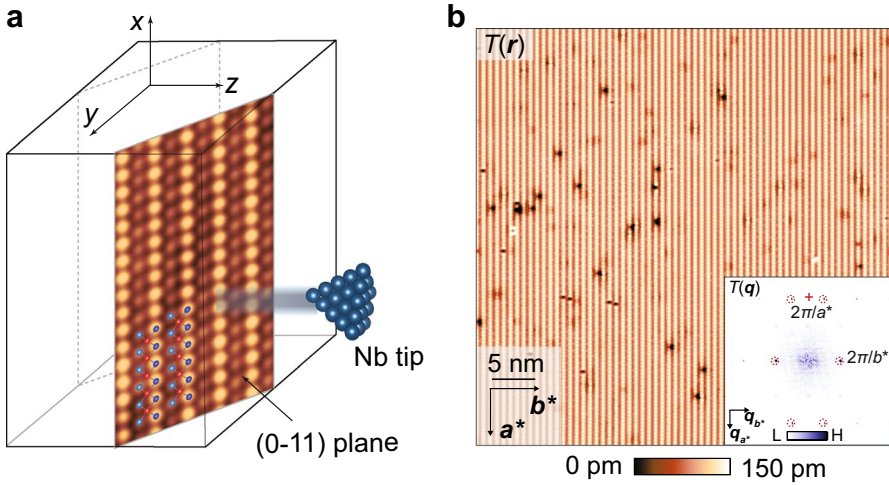 a
x
y
z
Nb tip
(0-11) plane
b
T(r)
5 nm
b*
a*
T(q)
2π/a*
2π/b*
q_b*
q_a*
L H
0 pm 150 pm